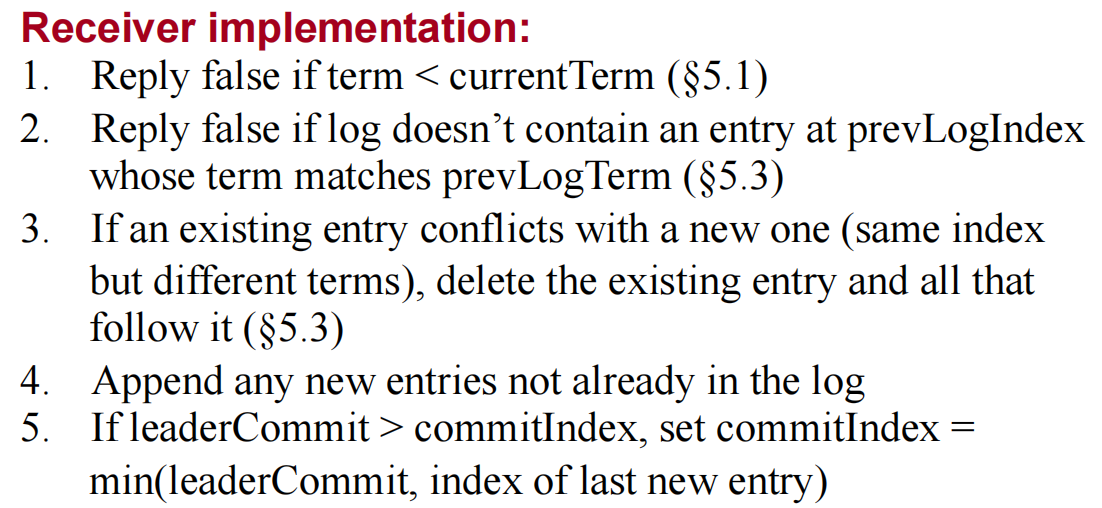 Receiver implementation:
1. Reply false if term < currentTerm (§5.1)
2. Reply false if log doesn’t contain an entry at prevLogIndex
whose term matches prevLogTerm (§5.3)
3. If an existing entry conflicts with a new one (same index
but different terms), delete the existing entry and all that
follow it (§5.3)
4. Append any new entries not already in the log
5. If leaderCommit > commitIndex, set commitIndex =
min(leaderCommit, index of last new entry)